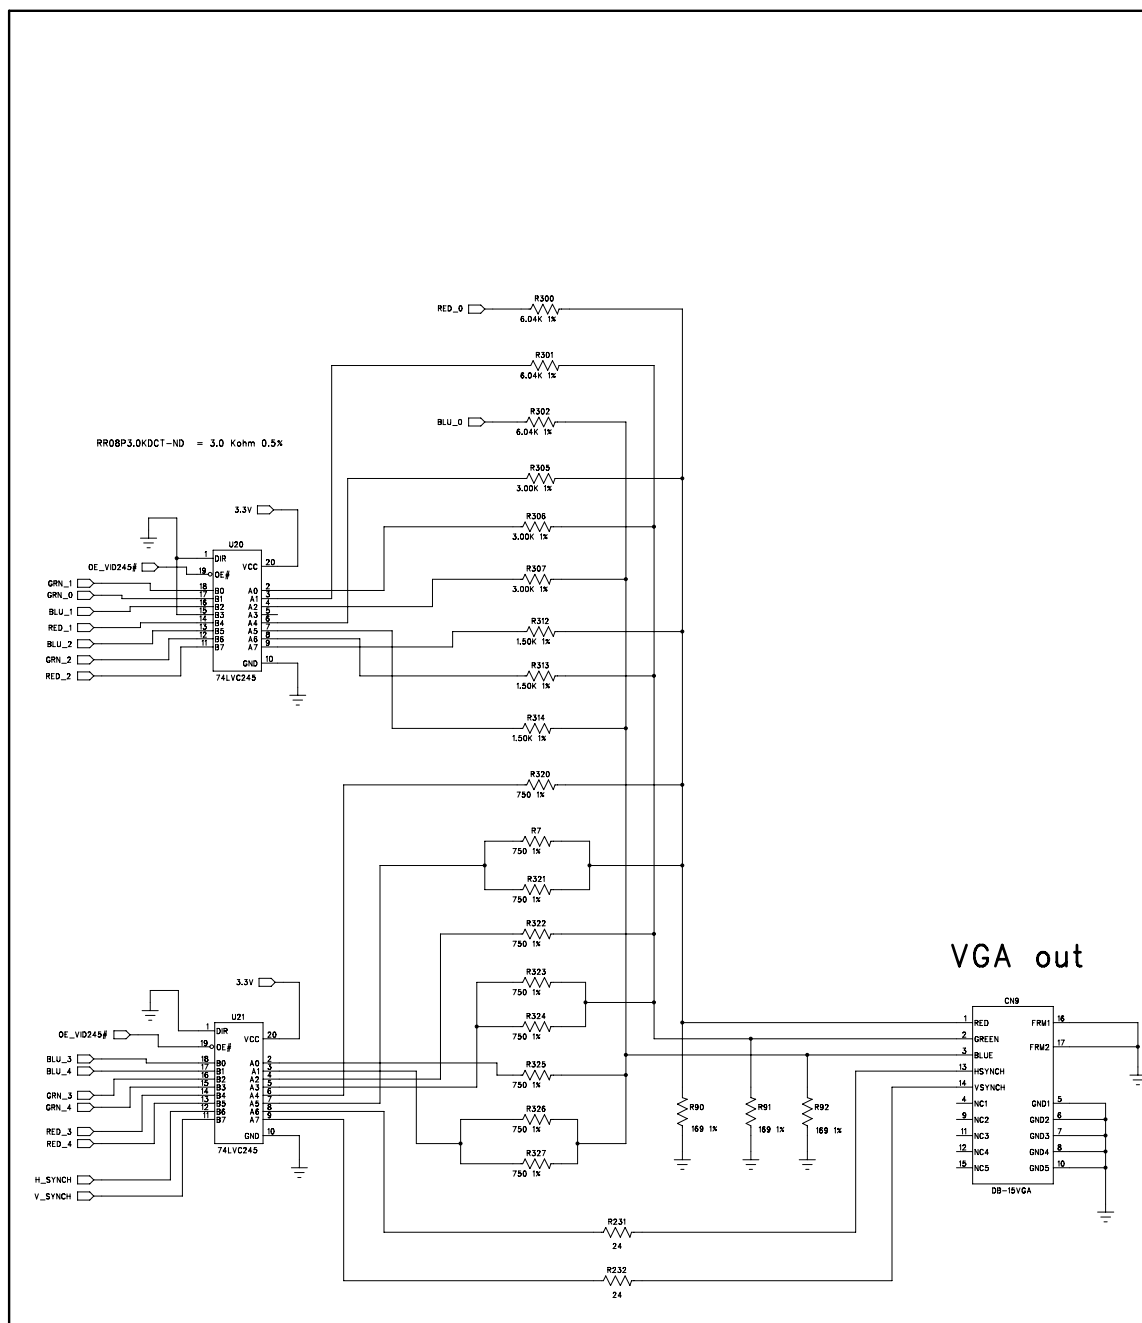 R300
RED_0
6.04K 1%
R301
6.04K 1%
R302
BLU_0
6.04K 1%
RR08P3.0KDCT-ND = 3.0 Kohm 0.5%
R305
3.00K 1%
3.3V
R306
3.00K 1%
U20
1 DIR
VCC 20
OE_VID245#
19 OE#
R307
3.00K 1%
GRN_1
18 B0 A0 2
GRN_0
17 B1 A1 3
BLU_1
16 B2 A2 4
15 B3 A3 5
RED_1
14 B4 A4 6
13 B5 A5 7
BLU_2
12 B6 A6 8
11 B7 A7 9
GRN_2
GND 10
RED_2
74LVC245
R312
1.50K 1%
R313
1.50K 1%
R314
1.50K 1%
R320
750 1%
R7
750 1%
R321
750 1%
R322
750 1%
VGA out
R323
750 1%
3.3V
R324
750 1%
U21
1 DIR
VCC 20
OE_VID245#
19 OE#
BLU_3
18 B0 A0 2
BLU_4
17 B1 A1 3
16 B2 A2 4
GRN_3
15 B3 A3 5
GRN_4
14 B4 A4 6
13 B5 A5 7
12 B6 A6 8
11 B7 A7 9
RED_3
GND 10
RED_4
74LVC245
H_SYNCH
V_SYNCH
R325
750 1%
R326
750 1%
R327
750 1%
R90
169 1%
R91
169 1%
R92
169 1%
CN9
1 RED FRM1 16
2 GREEN
FRM2 17
3 BLUE
13 HSYNCH
14 VSYNCH
4 NC1 GND1 5
9 NC2 GND2 6
11 NC3 GND3 7
12 NC4 GND4 8
15 NC5 GND5 10
DB-15VGA
R231
24
R232
24